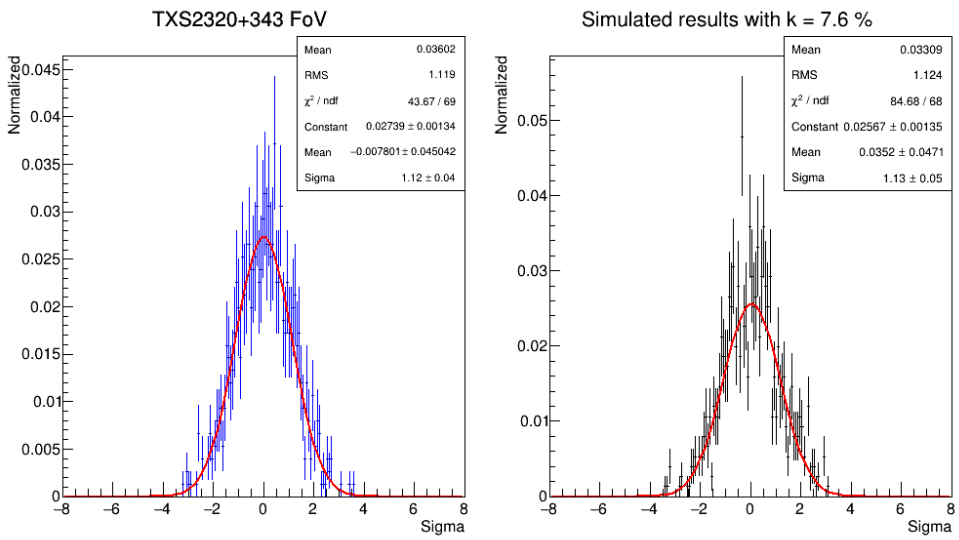 TXS2320+343 FoV
Normalized
Mean 0.03602
RMS 1.119
χ² / ndf 43.67 / 69
Constant 0.02739 ± 0.00134
Mean −0.007801 ± 0.045042
Sigma 1.12 ± 0.04
0.045
0.04
0.035
0.03
0.025
0.02
0.015
0.01
0.005
0
−8 −6 −4 −2 0 2 4 6 8
Sigma
Simulated results with k = 7.6 %
Normalized
Mean 0.03309
RMS 1.124
χ² / ndf 84.68 / 68
Constant 0.02567 ± 0.00135
Mean 0.0352 ± 0.0471
Sigma 1.13 ± 0.05
0.05
0.04
0.03
0.02
0.01
0
−8 −6 −4 −2 0 2 4 6 8
Sigma